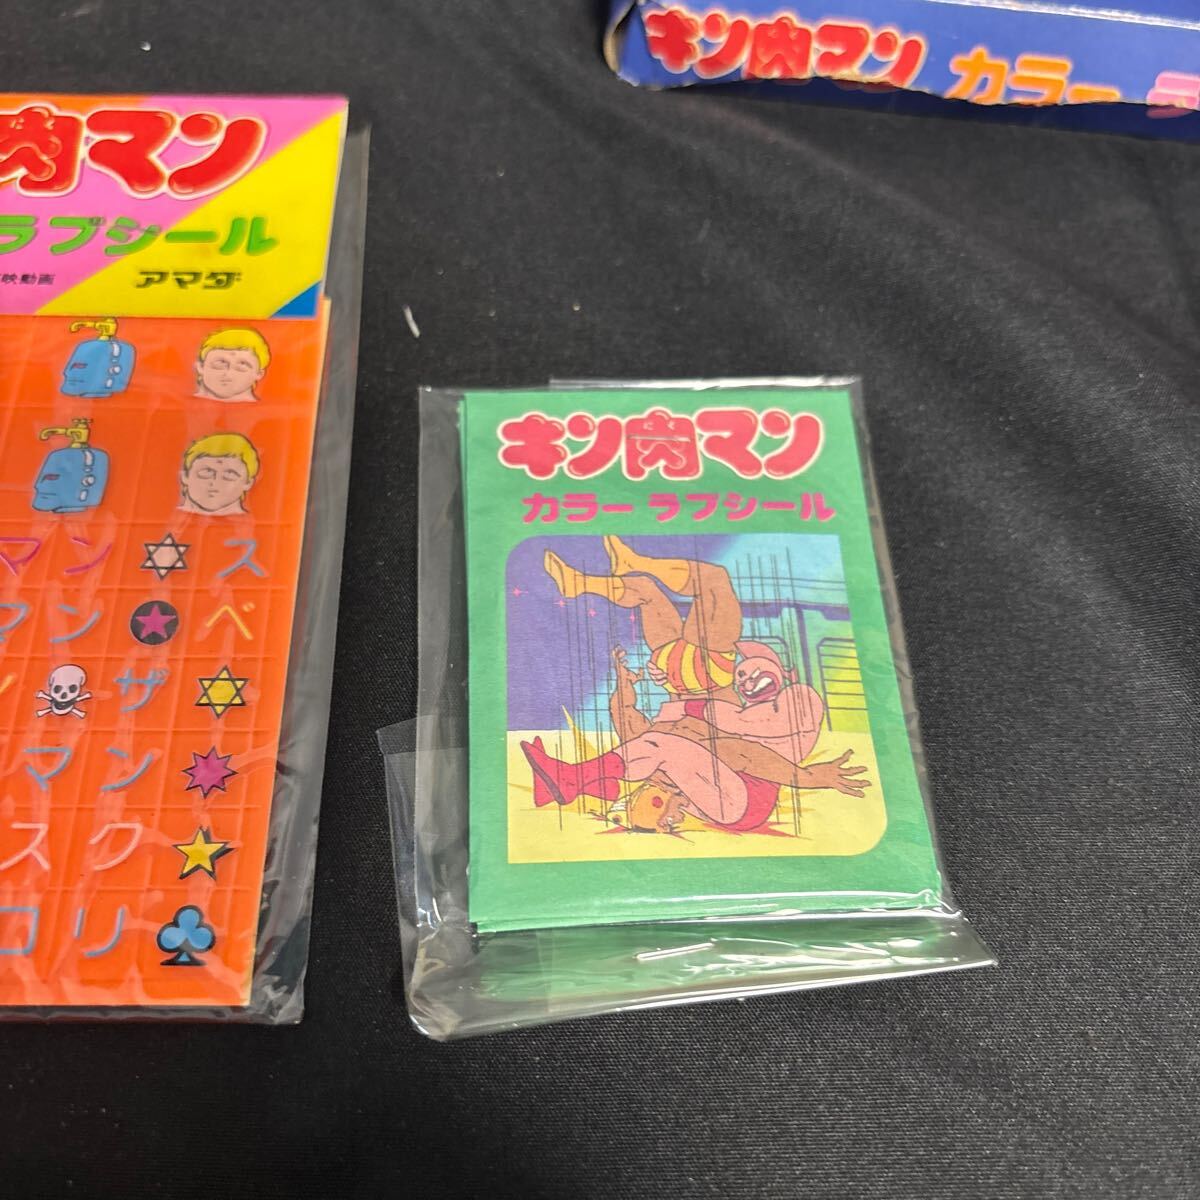 キン肉マン
カラー ラ
肉マン
ラブシール
映動画 アマダ
マン ス
マン ベ
ン ザ
マン
スク
コリ
キン肉マン
カラー ラブシール